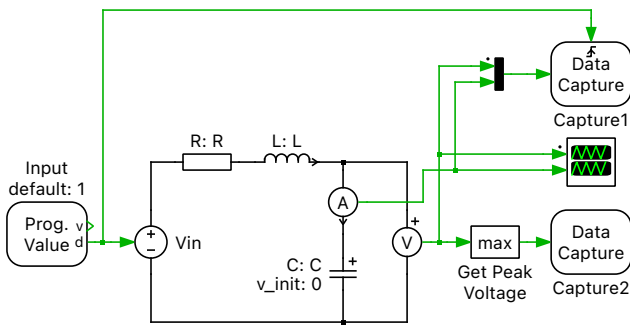 Data
Capture
Capture1
R: R
L: L
Input
default: 1
Prog.
Value
v
d
+
−
Vin
A
+
V
C: C
v_init: 0
+
max
Get Peak
Voltage
Data
Capture
Capture2